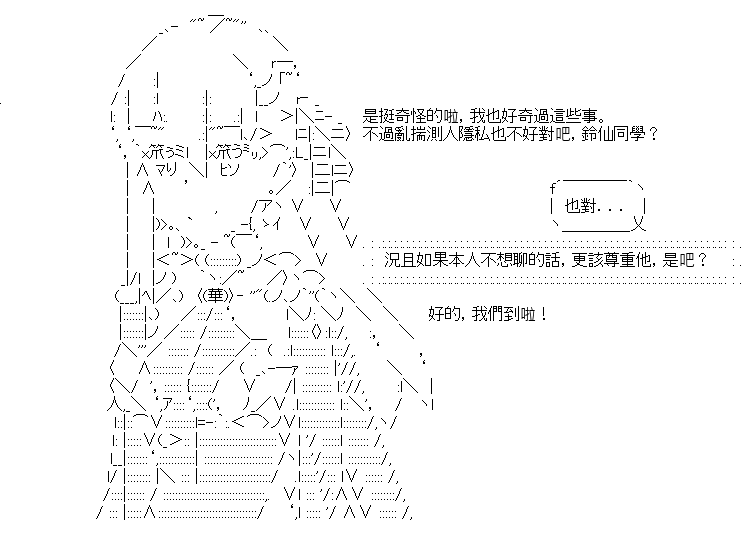 是挺奇怪的啦，我也好奇過這些事。
不過亂揣測人隱私也不好對吧，鈴仙同學？
也對．．．
況且如果本人不想聊的話，更該尊重他，是吧？
好的，我們到啦！